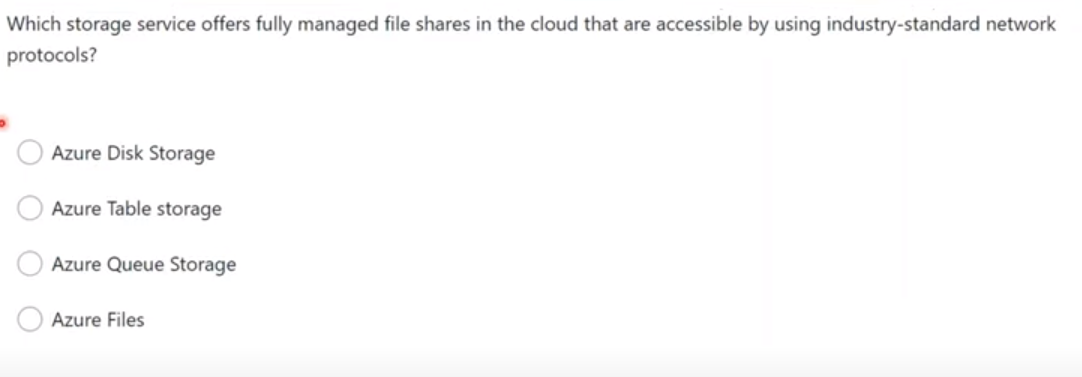 Which storage service offers fully managed file shares in the cloud that are accessible by using industry-standard network
protocols?
Azure Disk Storage
Azure Table storage
Azure Queue Storage
Azure Files